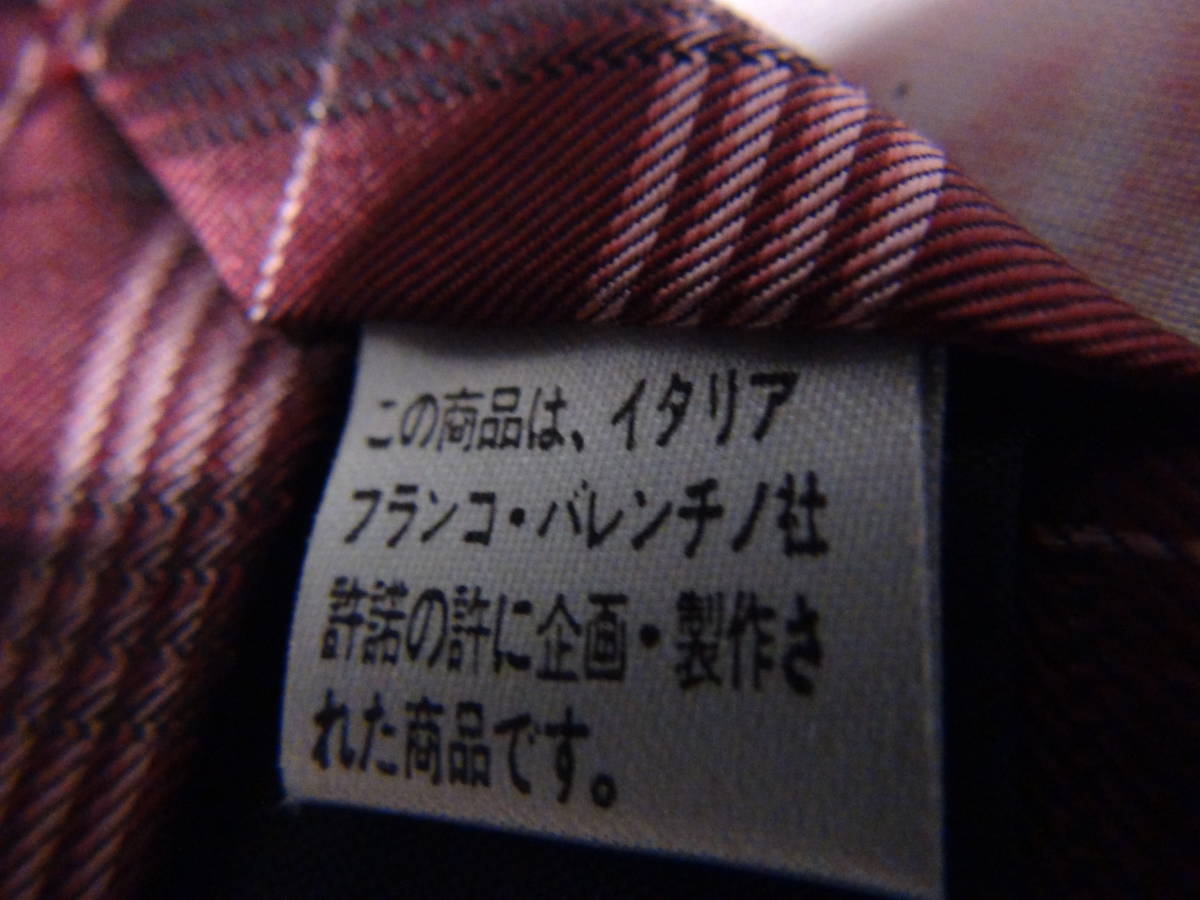 この商品は、イタリア
フランコ・バレンチノ社
許諾の許に企画・製作さ
れた商品です。